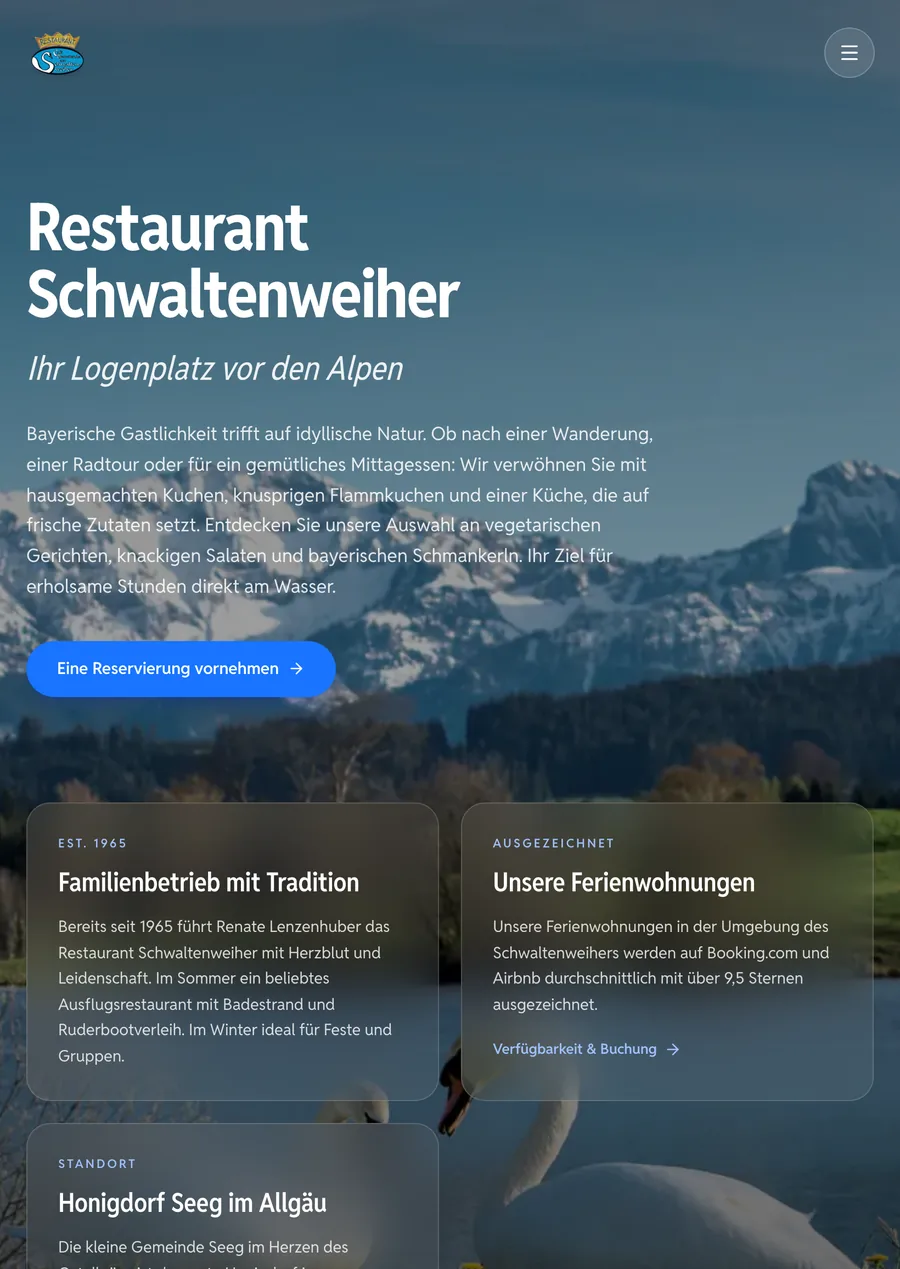 RESTAURANT
Restaurant
Schwaltenweiher
Ihr Logenplatz vor den Alpen
Bayerische Gastlichkeit trifft auf idyllische Natur. Ob nach einer Wanderung,
einer Radtour oder für ein gemütliches Mittagessen: Wir verwöhnen Sie mit
hausgemachten Kuchen, knusprigen Flammkuchen und einer Küche, die auf
frische Zutaten setzt. Entdecken Sie unsere Auswahl an vegetarischen
Gerichten, knackigen Salaten und bayerischen Schmankerln. Ihr Ziel für
erholsame Stunden direkt am Wasser.
Eine Reservierung vornehmen →
EST. 1965
Familienbetrieb mit Tradition
Bereits seit 1965 führt Renate Lenzenhuber das
Restaurant Schwaltenweiher mit Herzblut und
Leidenschaft. Im Sommer ein beliebtes
Ausflugsrestaurant mit Badestrand und
Ruderbootverleih. Im Winter ideal für Feste und
Gruppen.
AUSGEZEICHNET
Unsere Ferienwohnungen
Unsere Ferienwohnungen in der Umgebung des
Schwaltenweihers werden auf Booking.com und
Airbnb durchschnittlich mit über 9,5 Sternen
ausgezeichnet.
Verfügbarkeit & Buchung →
STANDORT
Honigdorf Seeg im Allgäu
Die kleine Gemeinde Seeg im Herzen des